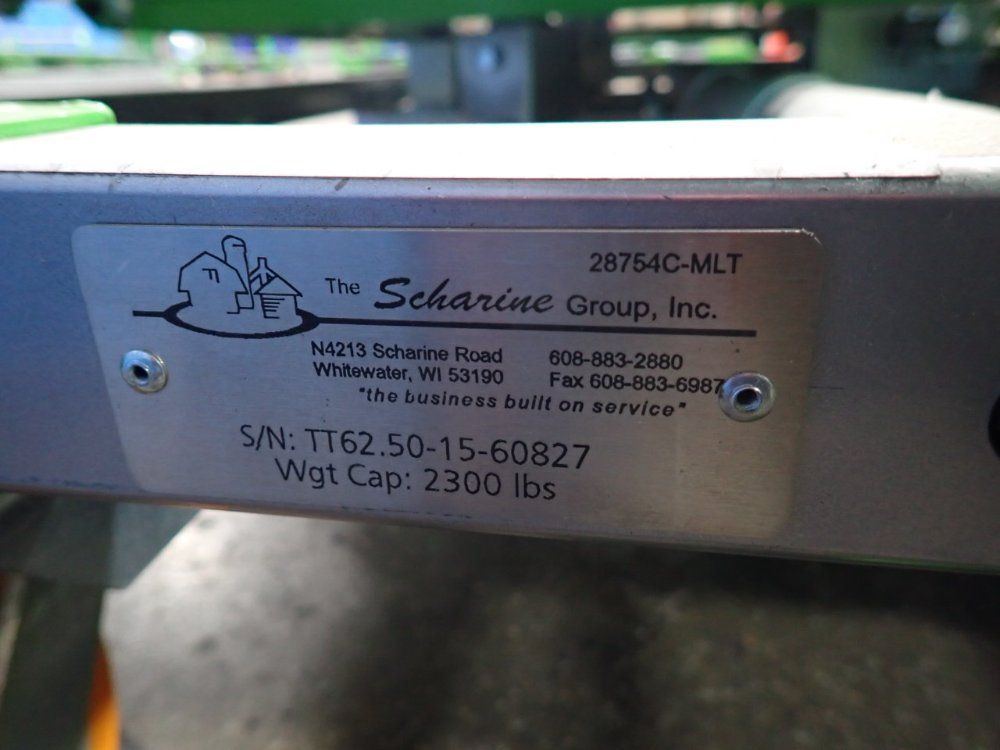 28754C-MLT
The Scharine Group, Inc.
N4213 Scharine Road 608-883-2880
Whitewater, WI 53190 Fax 608-883-6987
"the business built on service"
S/N: TT62.50-15-60827
Wgt Cap: 2300 lbs